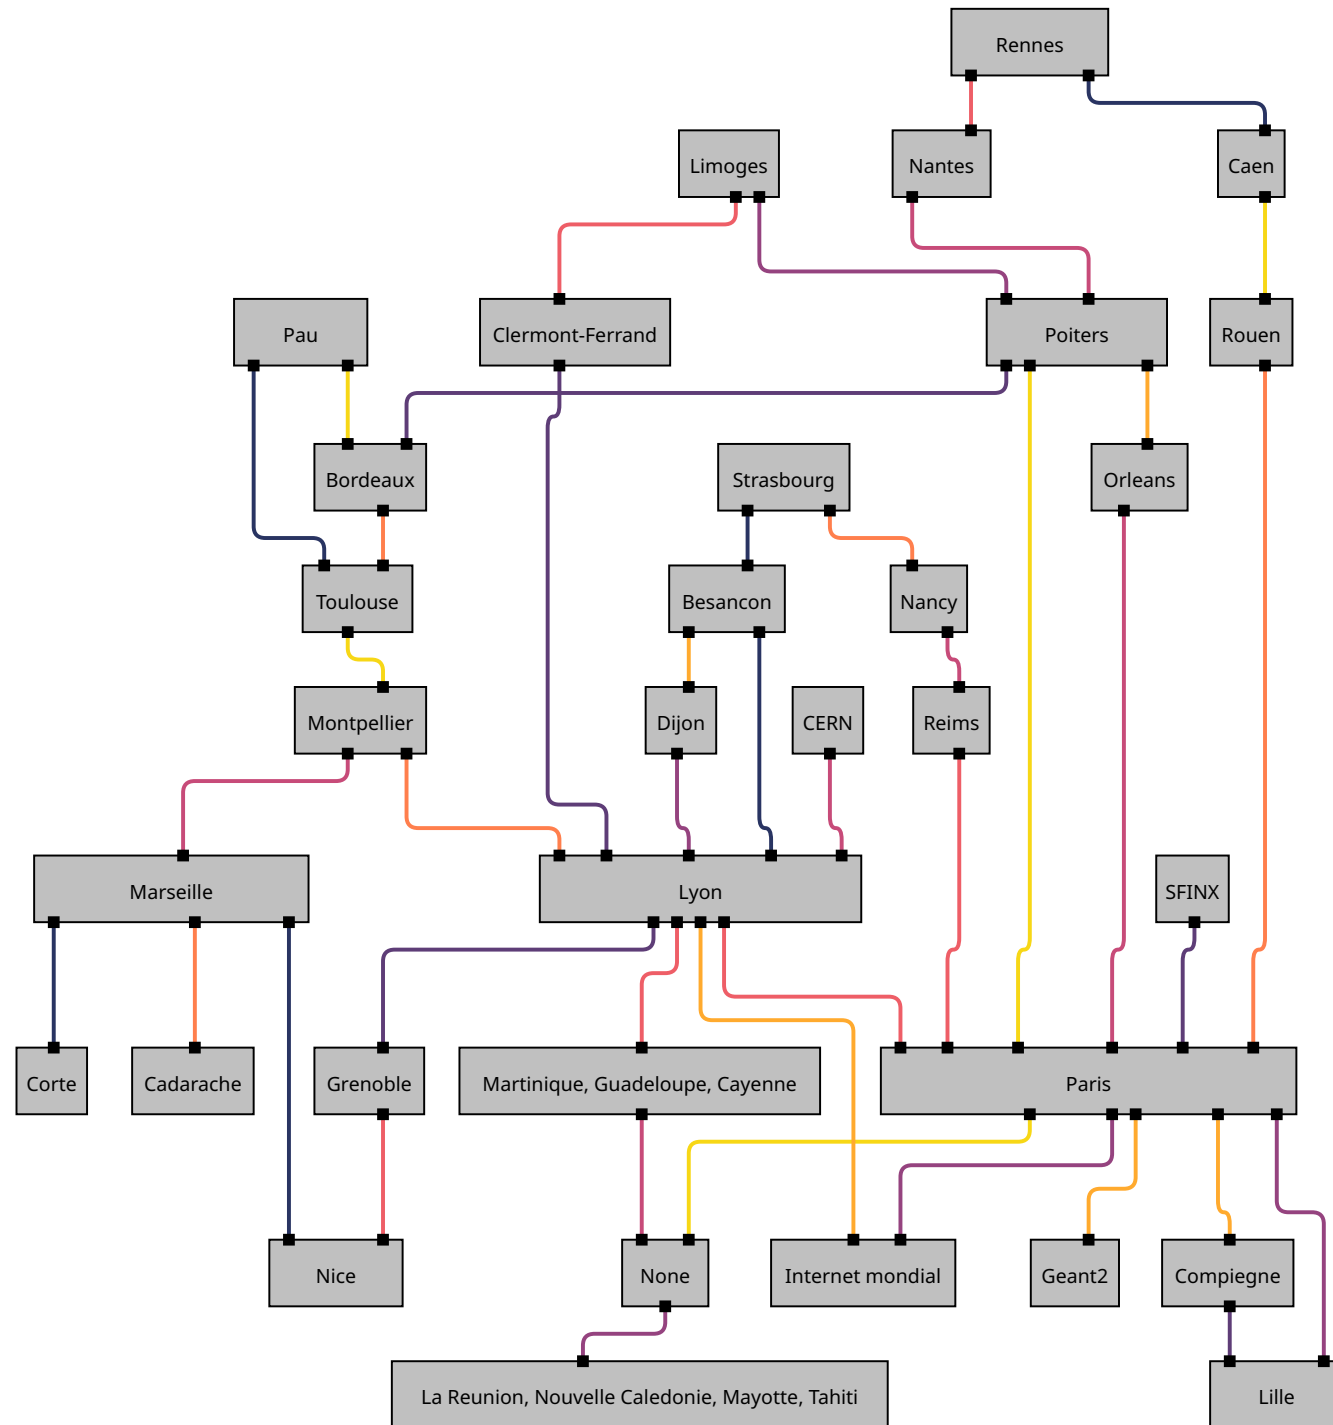 Rennes
Limoges
Nantes
Caen
Pau
Clermont-Ferrand
Poiters
Rouen
Bordeaux
Strasbourg
Orleans
Toulouse
Besancon
Nancy
Montpellier
Dijon
CERN
Reims
Marseille
Lyon
SFINX
Corte
Cadarache
Grenoble
Martinique, Guadeloupe, Cayenne
Paris
Nice
None
Internet mondial
Geant2
Compiegne
La Reunion, Nouvelle Caledonie, Mayotte, Tahiti
Lille